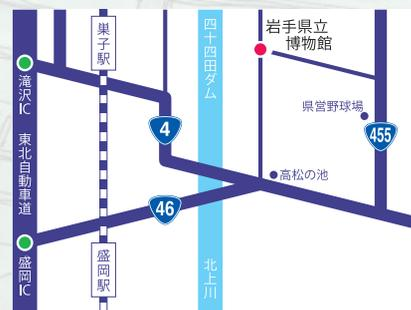 巣子駅
四十四田ダム
岩手県立
博物館
滝沢IC
県営野球場
4
455
東北自動車道
高松の池
46
盛岡IC
盛岡駅
北上川